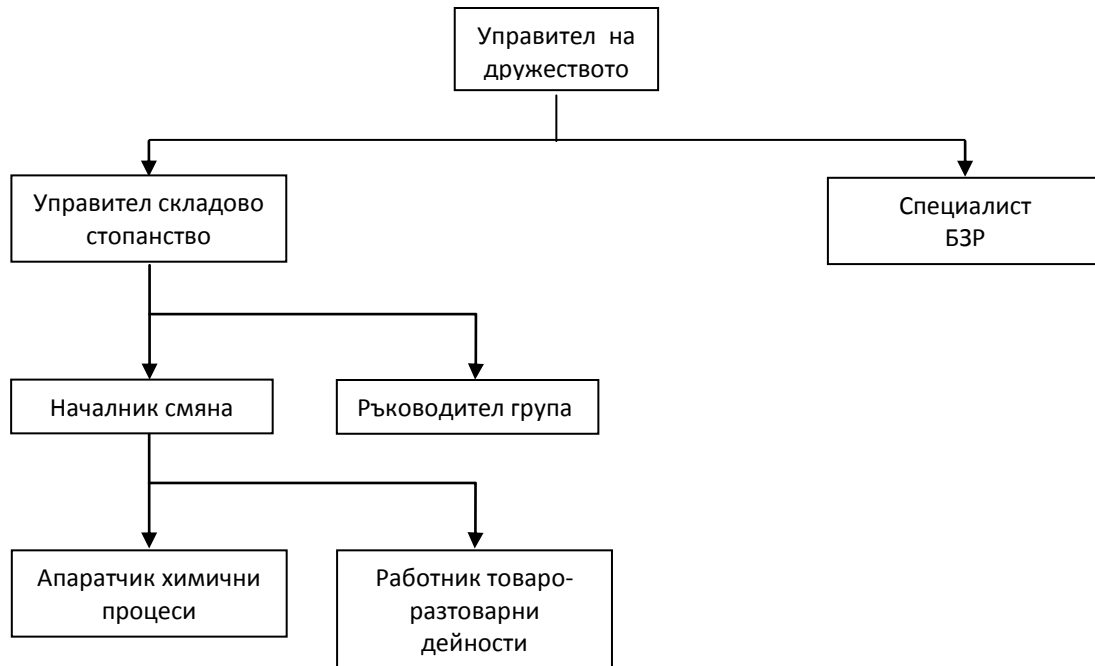 Управител на
дружеството
Управител складово
стопанство
Специалист
БЗР
Началник смяна
Ръководител група
Апаратчик химични
процеси
Работник товаро-
разтоварни
дейности